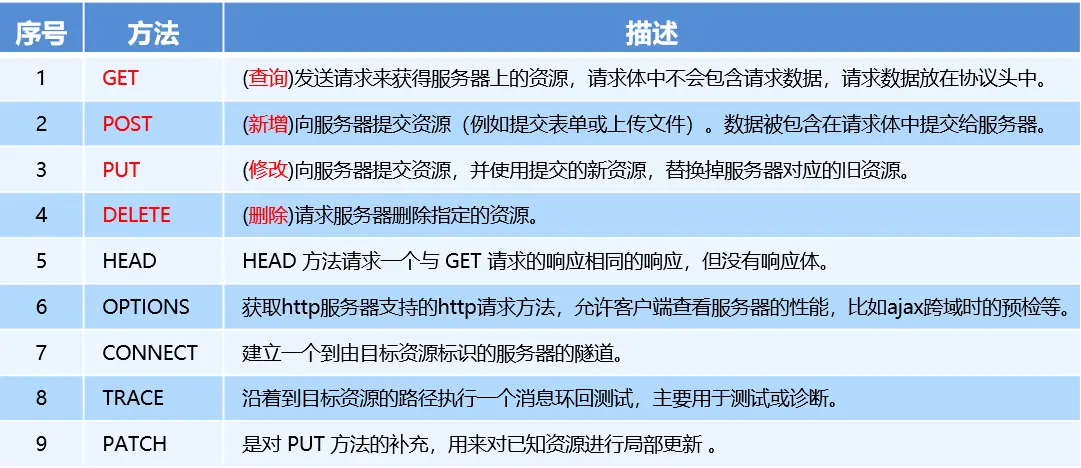 序号 方法 描述
1 GET (查询)发送请求来获得服务器上的资源，请求体中不会包含请求数据，请求数据放在协议头中。
2 POST (新增)向服务器提交资源（例如提交表单或上传文件）。数据被包含在请求体中提交给服务器。
3 PUT (修改)向服务器提交资源，并使用提交的新资源，替换掉服务器对应的旧资源。
4 DELETE (删除)请求服务器删除指定的资源。
5 HEAD HEAD 方法请求一个与 GET 请求的响应相同的响应，但没有响应体。
6 OPTIONS 获取http服务器支持的http请求方法，允许客户端查看服务器的性能，比如ajax跨域时的预检等。
7 CONNECT 建立一个到由目标资源标识的服务器的隧道。
8 TRACE 沿着到目标资源的路径执行一个消息环回测试，主要用于测试或诊断。
9 PATCH 是对 PUT 方法的补充，用来对已知资源进行局部更新 。